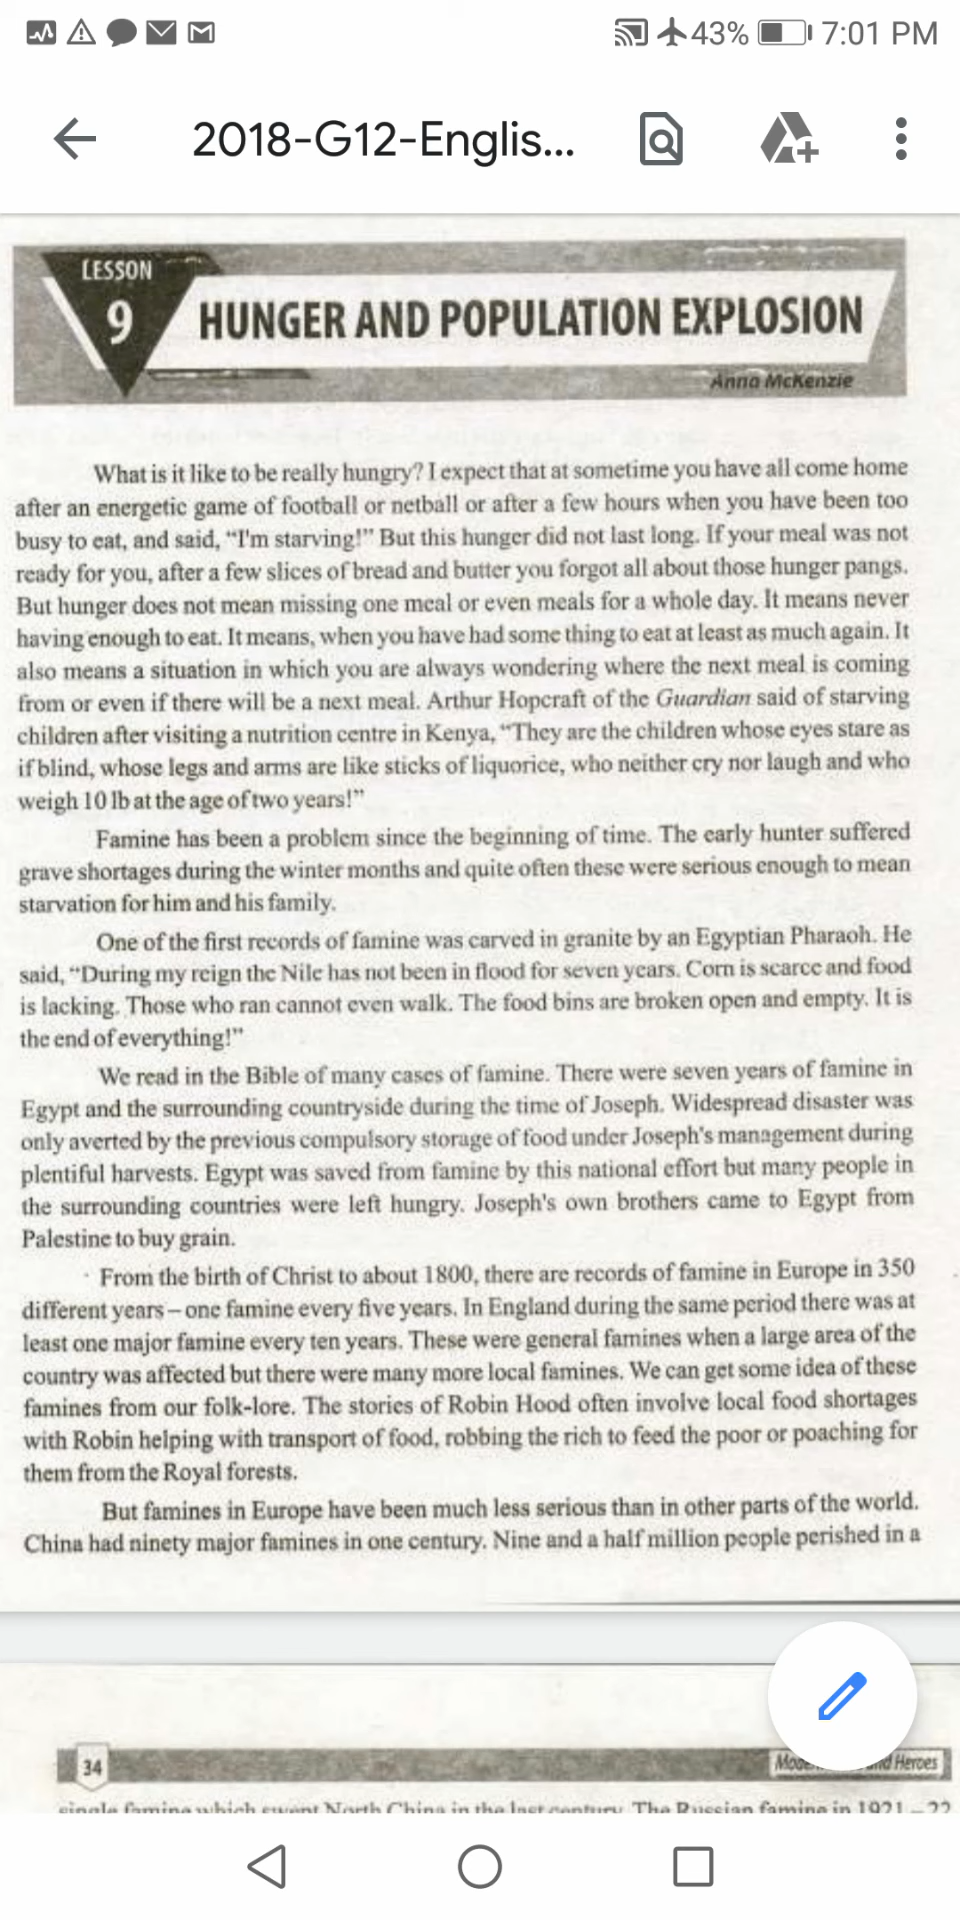 43% 7:01 PM
2018-G12-Englis...
LESSON
9
HUNGER AND POPULATION EXPLOSION
Anna McKenzie
What is it like to be really hungry? I expect that at sometime you have all come home
after an energetic game of football or netball or after a few hours when you have been too
busy to eat, and said, “I'm starving!” But this hunger did not last long. If your meal was not
ready for you, after a few slices of bread and butter you forgot all about those hunger pangs.
But hunger does not mean missing one meal or even meals for a whole day. It means never
having enough to eat. It means, when you have had some thing to eat at least as much again. It
also means a situation in which you are always wondering where the next meal is coming
from or even if there will be a next meal. Arthur Hopcraft of the Guardian said of starving
children after visiting a nutrition centre in Kenya, “They are the children whose eyes stare as
if blind, whose legs and arms are like sticks of liquorice, who neither cry nor laugh and who
weigh 10 lb at the age of two years!”
Famine has been a problem since the beginning of time. The early hunter suffered
grave shortages during the winter months and quite often these were serious enough to mean
starvation for him and his family.
One of the first records of famine was carved in granite by an Egyptian Pharaoh. He
said, “During my reign the Nile has not been in flood for seven years. Corn is scarce and food
is lacking. Those who ran cannot even walk. The food bins are broken open and empty. It is
the end of everything!”
We read in the Bible of many cases of famine. There were seven years of famine in
Egypt and the surrounding countryside during the time of Joseph. Widespread disaster was
only averted by the previous compulsory storage of food under Joseph's management during
plentiful harvests. Egypt was saved from famine by this national effort but many people in
the surrounding countries were left hungry. Joseph's own brothers came to Egypt from
Palestine to buy grain.
From the birth of Christ to about 1800, there are records of famine in Europe in 350
different years – one famine every five years. In England during the same period there was at
least one major famine every ten years. These were general famines when a large area of the
country was affected but there were many more local famines. We can get some idea of these
famines from our folk-lore. The stories of Robin Hood often involve local food shortages
with Robin helping with transport of food, robbing the rich to feed the poor or poaching for
them from the Royal forests.
But famines in Europe have been much less serious than in other parts of the world.
China had ninety major famines in one century. Nine and a half million people perished in a
34
Heroes
single famine which swept North China in the last century. The Russian famine in 1921 – 22